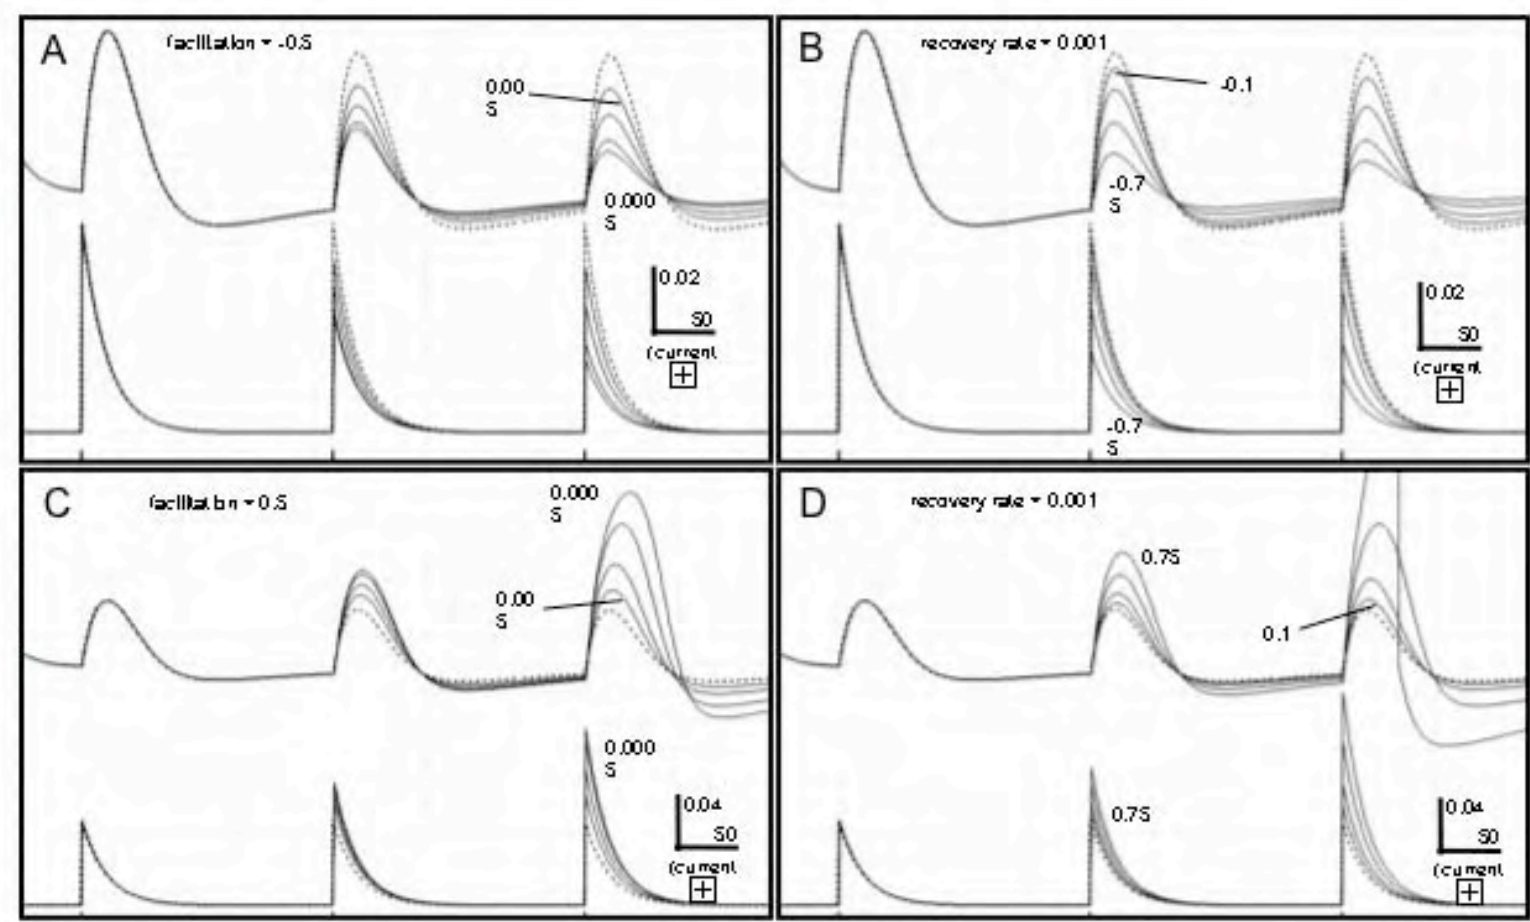 A
facilitation = -0.5
0.00
S
0.000
S
0.02
50
(current
+
B
recovery rate = 0.001
-0.1
-0.7
S
0.02
50
(current
+
-0.7
S
C
facilitation = 0.5
0.000
S
0.00
S
0.000
S
0.04
50
(current
+
D
recovery rate = 0.001
0.75
0.1
0.75
0.04
50
(current
+